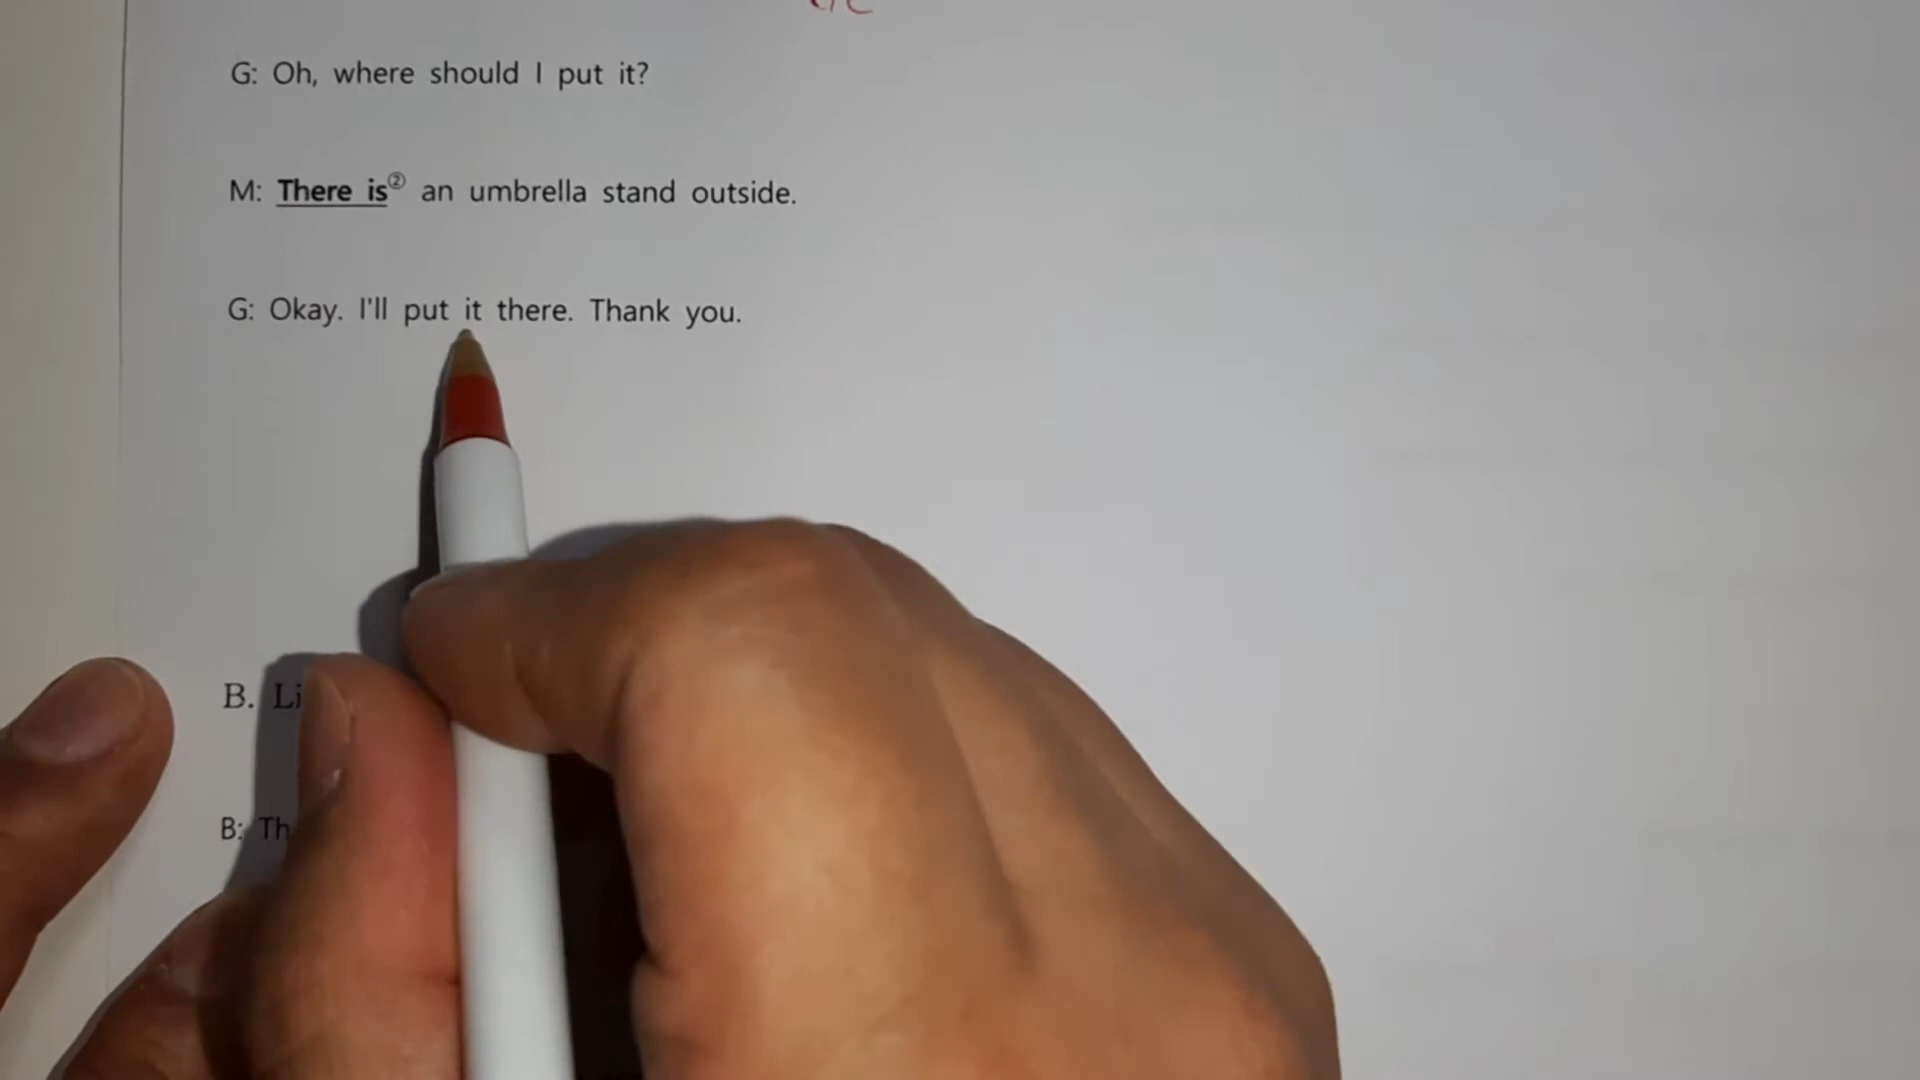 G: Oh, where should I put it?
M: There is② an umbrella stand outside.
G: Okay. I'll put it there. Thank you.
B. Li
B: Th